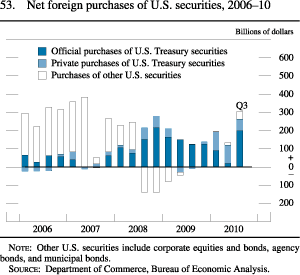 53. Net foreign purchases of U.S. securities, 2006–10
Billions of dollars
Official purchases of U.S. Treasury securities
Private purchases of U.S. Treasury securities
Purchases of other U.S. securities
Q3
600
500
400
300
200
100
+
0
–
100
200
2006 2007 2008 2009 2010
NOTE: Other U.S. securities include corporate equities and bonds, agency
bonds, and municipal bonds.
SOURCE: Department of Commerce, Bureau of Economic Analysis.